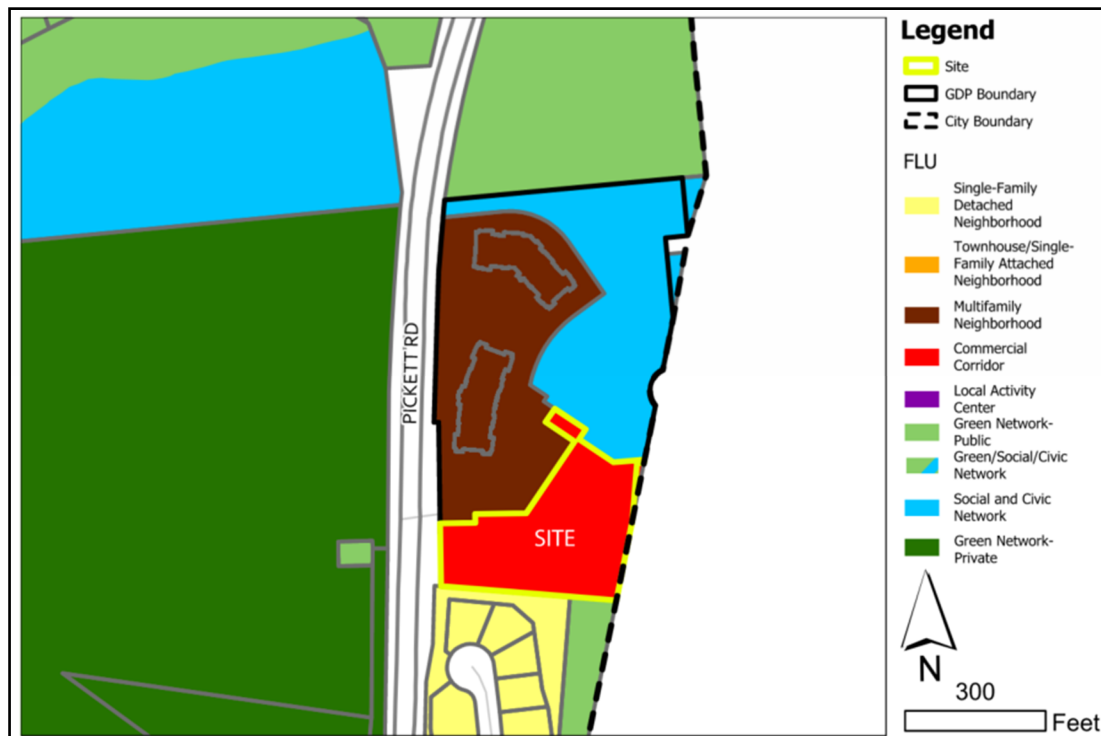 PICKETT RD
SITE
Legend
Site
GDP Boundary
City Boundary
FLU
Single-Family
Detached
Neighborhood
Townhouse/Single-
Family Attached
Neighborhood
Multifamily
Neighborhood
Commercial
Corridor
Local Activity
Center
Green Network-
Public
Green/Social/Civic
Network
Social and Civic
Network
Green Network-
Private
N
300
Feet